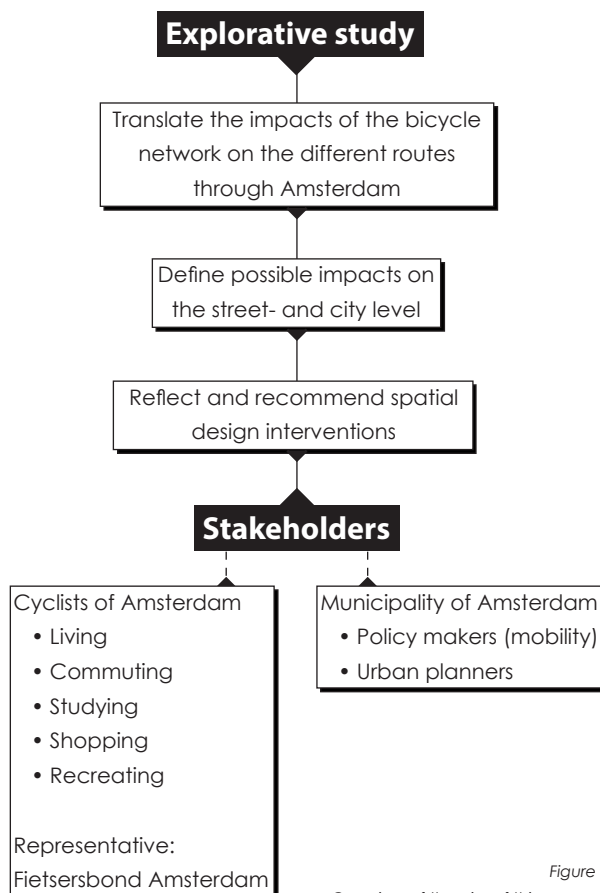 Explorative study
Translate the impacts of the bicycle
network on the different routes
through Amsterdam
Define possible impacts on
the street- and city level
Reflect and recommend spatial
design interventions
Stakeholders
Cyclists of Amsterdam
• Living
• Commuting
• Studying
• Shopping
• Recreating
Representative:
Fietsersbond Amsterdam
Municipality of Amsterdam
• Policy makers (mobility)
• Urban planners
Figure